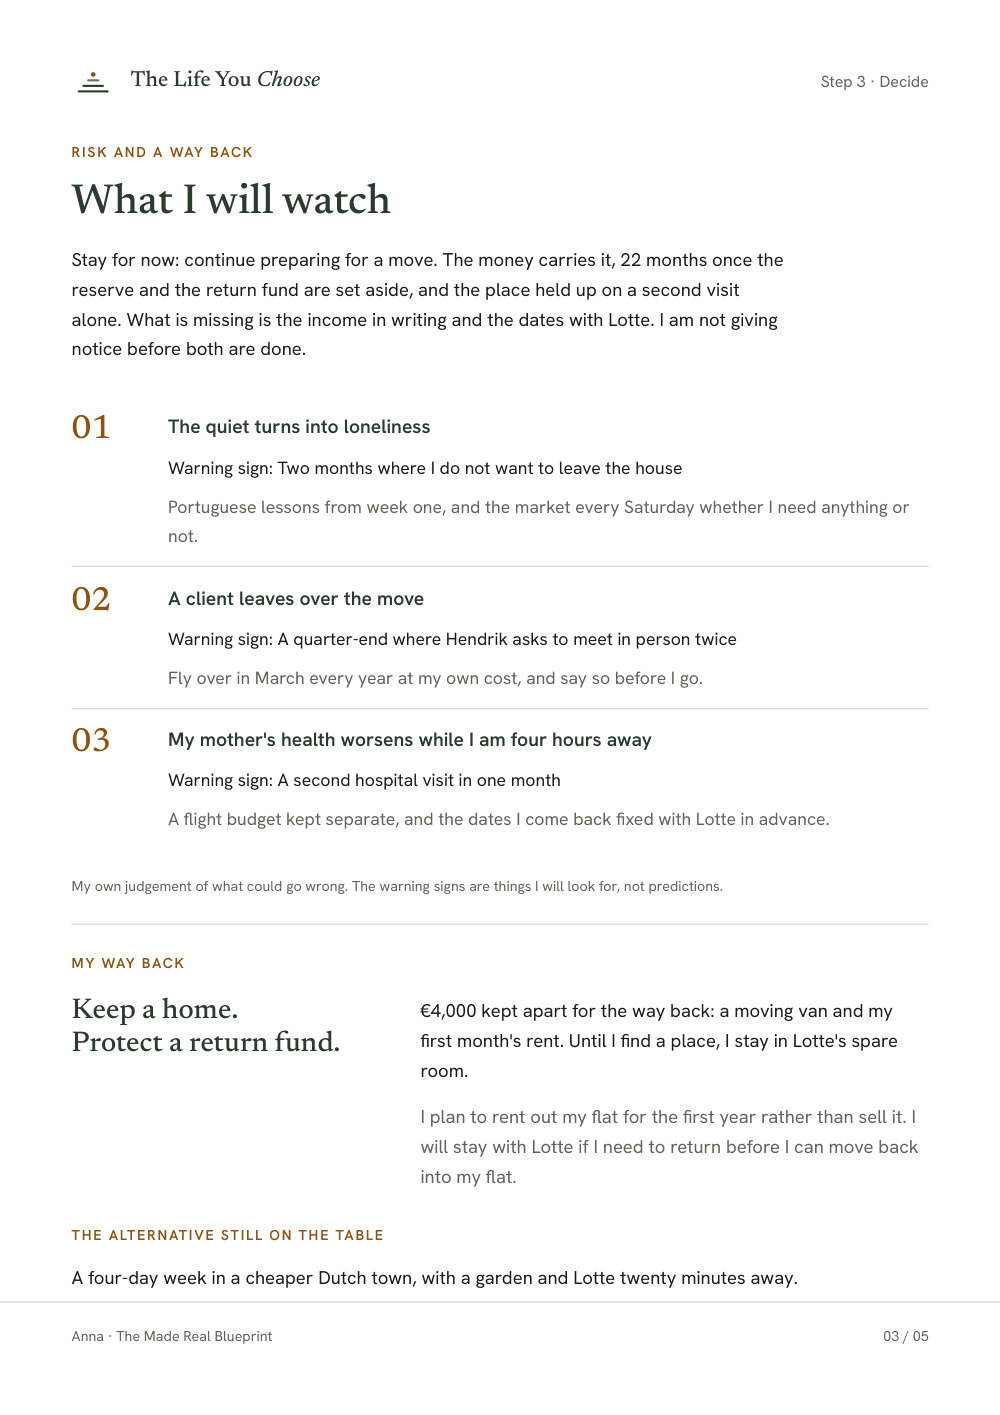 The Life You Choose
Step 3 · Decide
RISK AND A WAY BACK
What I will watch
Stay for now: continue preparing for a move. The money carries it, 22 months once the
reserve and the return fund are set aside, and the place held up on a second visit
alone. What is missing is the income in writing and the dates with Lotte. I am not giving
notice before both are done.
01
The quiet turns into loneliness
Warning sign: Two months where I do not want to leave the house
Portuguese lessons from week one, and the market every Saturday whether I need anything or
not.
02
A client leaves over the move
Warning sign: A quarter-end where Hendrik asks to meet in person twice
Fly over in March every year at my own cost, and say so before I go.
03
My mother's health worsens while I am four hours away
Warning sign: A second hospital visit in one month
A flight budget kept separate, and the dates I come back fixed with Lotte in advance.
My own judgement of what could go wrong. The warning signs are things I will look for, not predictions.
MY WAY BACK
Keep a home.
Protect a return fund.
€4,000 kept apart for the way back: a moving van and my
first month's rent. Until I find a place, I stay in Lotte's spare
room.
I plan to rent out my flat for the first year rather than sell it. I
will stay with Lotte if I need to return before I can move back
into my flat.
THE ALTERNATIVE STILL ON THE TABLE
A four-day week in a cheaper Dutch town, with a garden and Lotte twenty minutes away.
Anna · The Made Real Blueprint
03 / 05